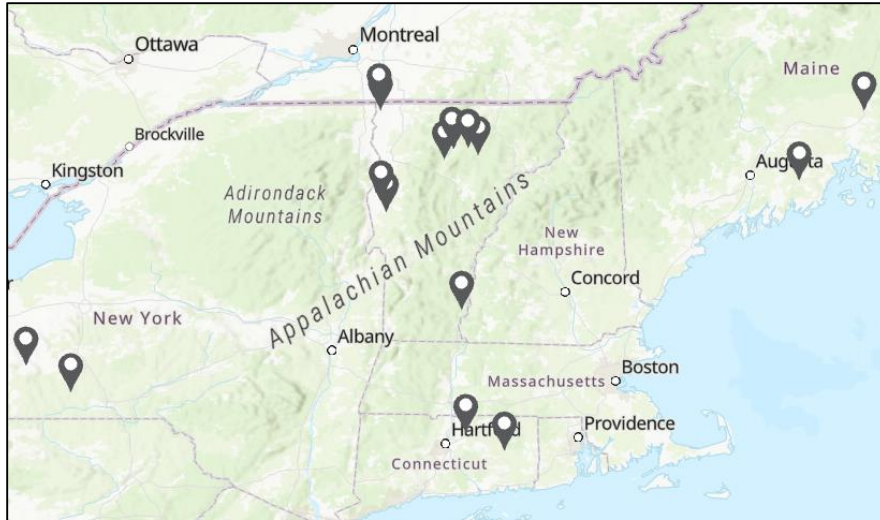 Ottawa
Montreal
Maine
Brockville
Kingston
Augusta
Adirondack
Mountains
Appalachian Mountains
New
Hampshire
Concord
r
New York
Albany
Boston
Massachusetts
Hartford
Providence
Connecticut